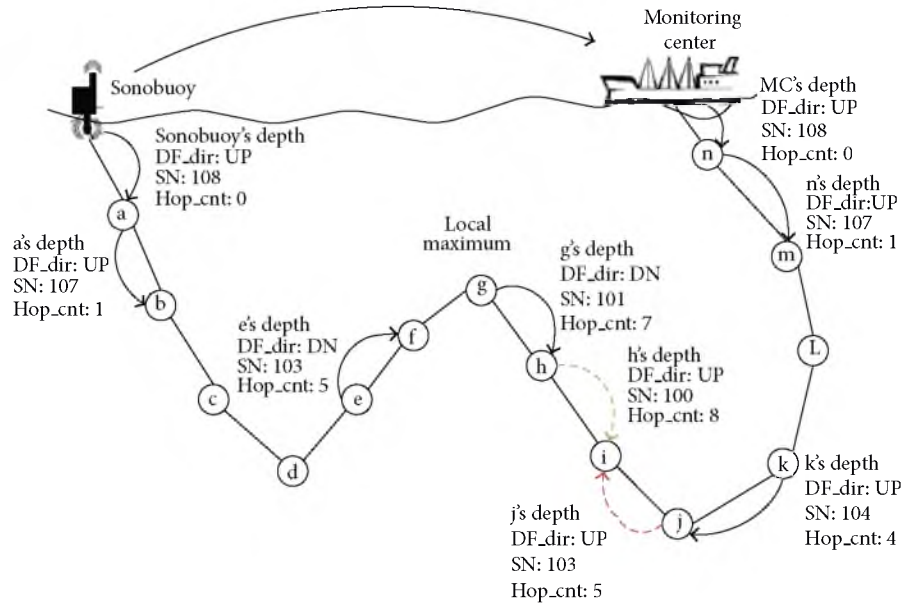 Monitoring
center
Sonobuoy
MC's depth
DF_dir: UP
SN: 108
Hop_cnt: 0
Sonobuoy's depth
DF_dir: UP
SN: 108
Hop_cnt: 0
n
n's depth
DF_dir:UP
SN: 107
Hop_cnt: 1
a
Local
maximum
a's depth
DF_dir: UP
SN: 107
Hop_cnt: 1
m
g's depth
DF_dir: DN
SN: 101
Hop_cnt: 7
g
b
e's depth
DF_dir: DN
SN: 103
Hop_cnt: 5
f
L
h
h's depth
DF_dir: UP
SN: 100
Hop_cnt: 8
c
e
d
i
k
k's depth
DF_dir: UP
SN: 104
Hop_cnt: 4
j
j's depth
DF_dir: UP
SN: 103
Hop_cnt: 5